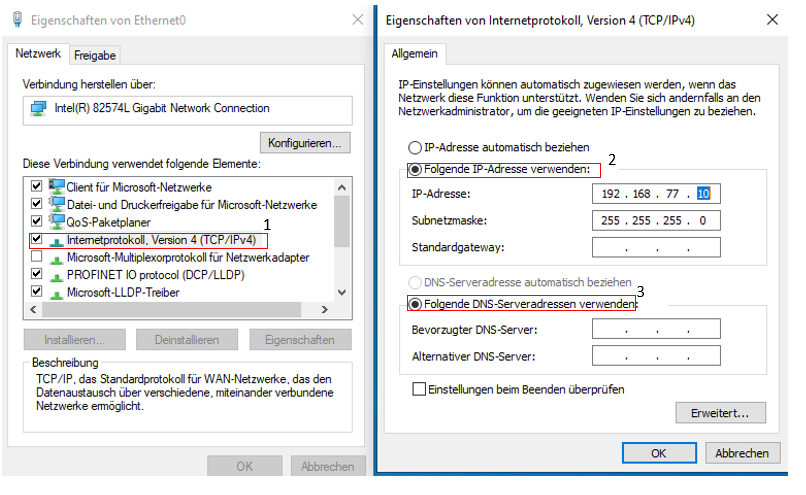 Eigenschaften von Ethernet0
Netzwerk Freigabe
Verbindung herstellen über:
Intel(R) 82574L Gigabit Network Connection
Konfigurieren...
Diese Verbindung verwendet folgende Elemente:
Client für Microsoft-Netzwerke
Datei- und Druckerfreigabe für Microsoft-Netzwerke
QoS-Paketplaner
1
Internetprotokoll, Version 4 (TCP/IPv4)
Microsoft-Multiplexorprotokoll für Netzwerkadapter
PROFINET IO protocol (DCP/LLDP)
Microsoft-LLDP-Treiber
Installieren... Deinstallieren Eigenschaften
Beschreibung
TCP/IP, das Standardprotokoll für WAN-Netzwerke, das den
Datenaustausch über verschiedene, miteinander verbundene
Netzwerke ermöglicht.
OK Abbrechen
Eigenschaften von Internetprotokoll, Version 4 (TCP/IPv4)
Allgemein
IP-Einstellungen können automatisch zugewiesen werden, wenn das
Netzwerk diese Funktion unterstützt. Wenden Sie sich andernfalls an den
Netzwerkadministrator, um die geeigneten IP-Einstellungen zu beziehen.
IP-Adresse automatisch beziehen
2
Folgende IP-Adresse verwenden:
IP-Adresse: 192 . 168 . 77 . 10
Subnetzmaske: 255 . 255 . 255 . 0
Standardgateway: . . .
DNS-Serveradresse automatisch beziehen
3
Folgende DNS-Serveradressen verwenden:
Bevorzugter DNS-Server: . . .
Alternativer DNS-Server: . . .
Einstellungen beim Beenden überprüfen
Erweitert...
OK Abbrechen